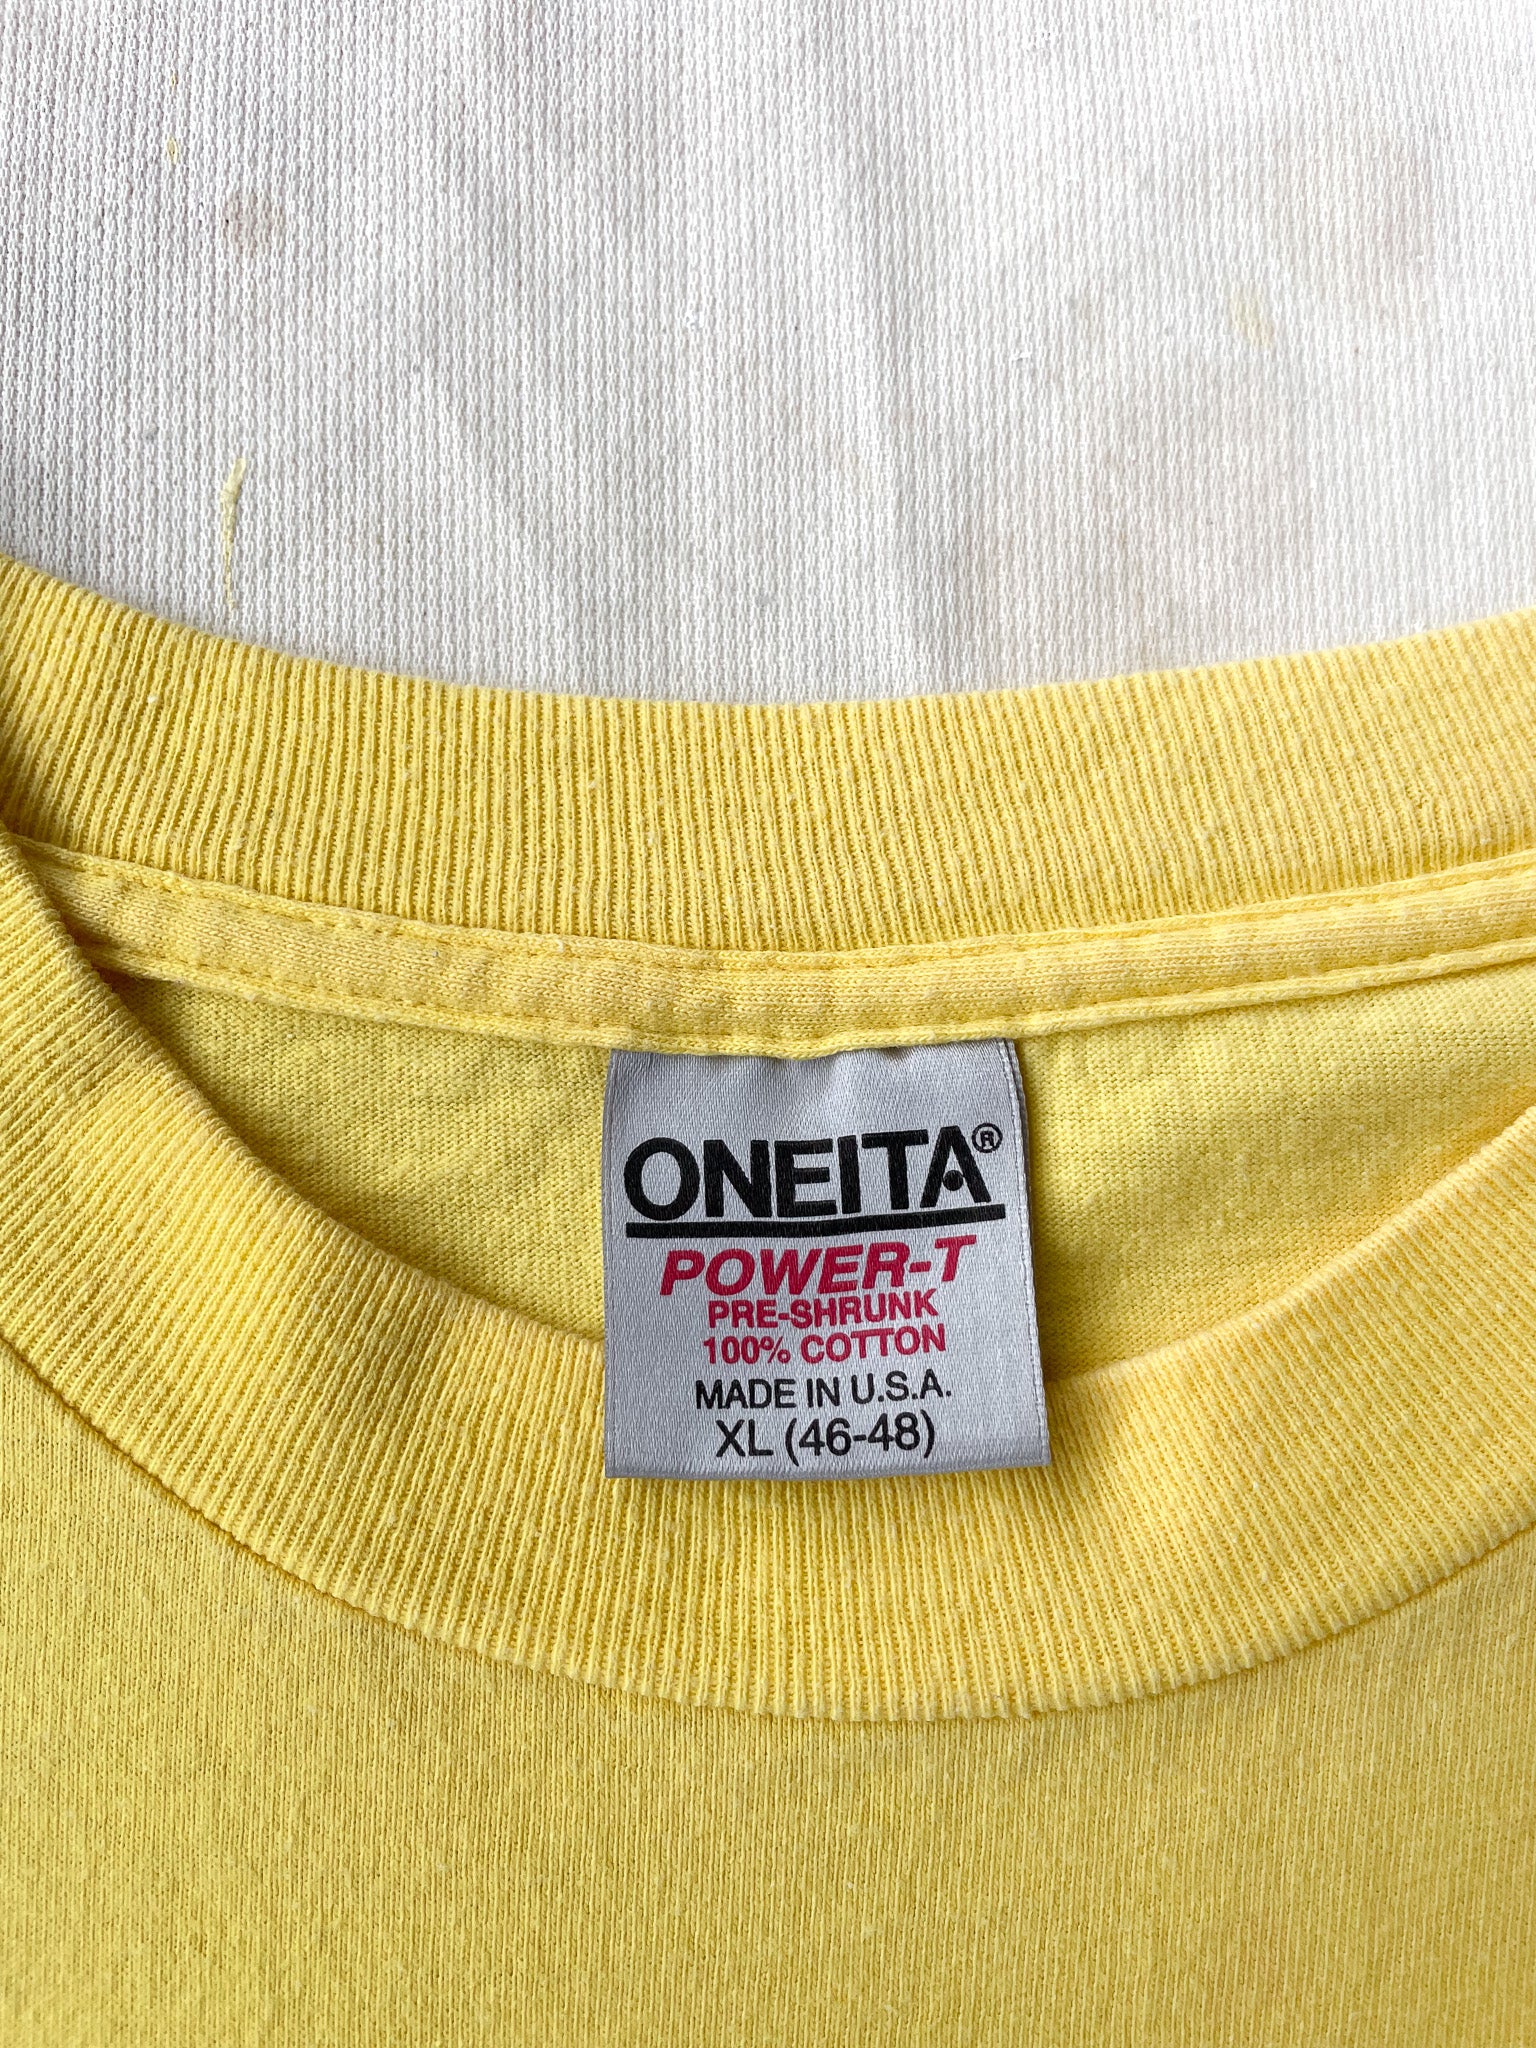 ONEITA®
POWER-T
PRE-SHRUNK
100% COTTON
MADE IN U.S.A.
XL (46-48)